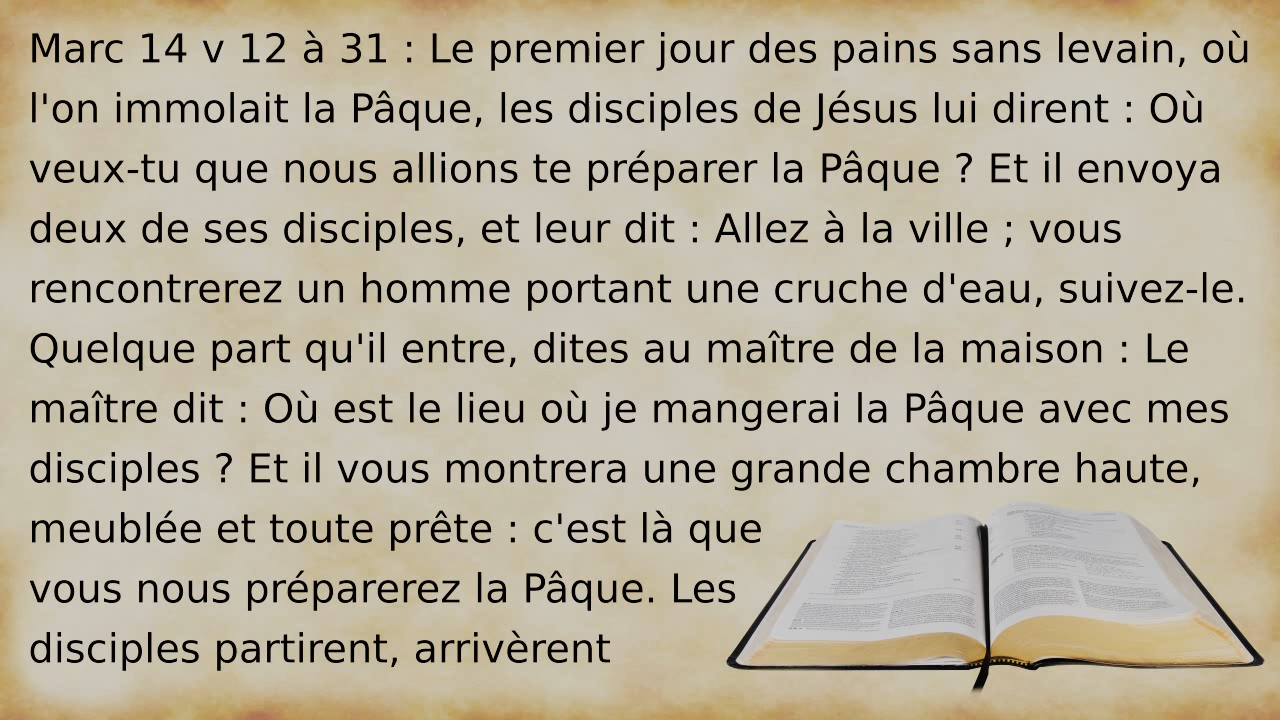 Marc 14 v 12 à 31 : Le premier jour des pains sans levain, où
l'on immolait la Pâque, les disciples de Jésus lui dirent : Où
veux-tu que nous allions te préparer la Pâque ? Et il envoya
deux de ses disciples, et leur dit : Allez à la ville ; vous
rencontrerez un homme portant une cruche d'eau, suivez-le.
Quelque part qu'il entre, dites au maître de la maison : Le
maître dit : Où est le lieu où je mangerai la Pâque avec mes
disciples ? Et il vous montrera une grande chambre haute,
meublée et toute prête : c'est là que
vous nous préparerez la Pâque. Les
disciples partirent, arrivèrent